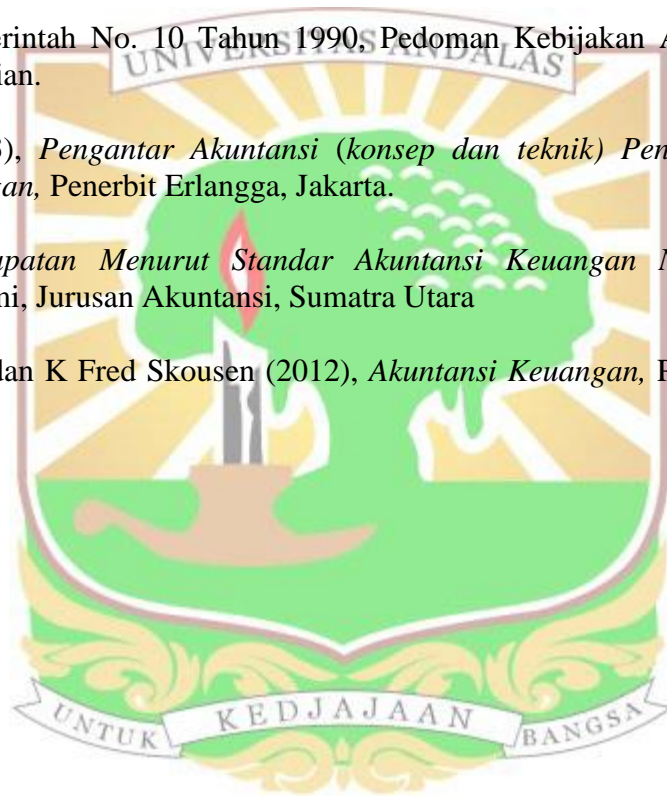 erintah No. 10 Tahun 1990, Pedoman Kebijakan A
UNIVERSITAS ANDALAS
ian.
), Pengantar Akuntansi (konsep dan teknik) Pen
an, Penerbit Erlangga, Jakarta.
apatan Menurut Standar Akuntansi Keuangan
ni, Jurusan Akuntansi, Sumatra Utara
dan K Fred Skousen (2012), Akuntansi Keuangan,
UNTUK KEDJAJAAN BANGSA